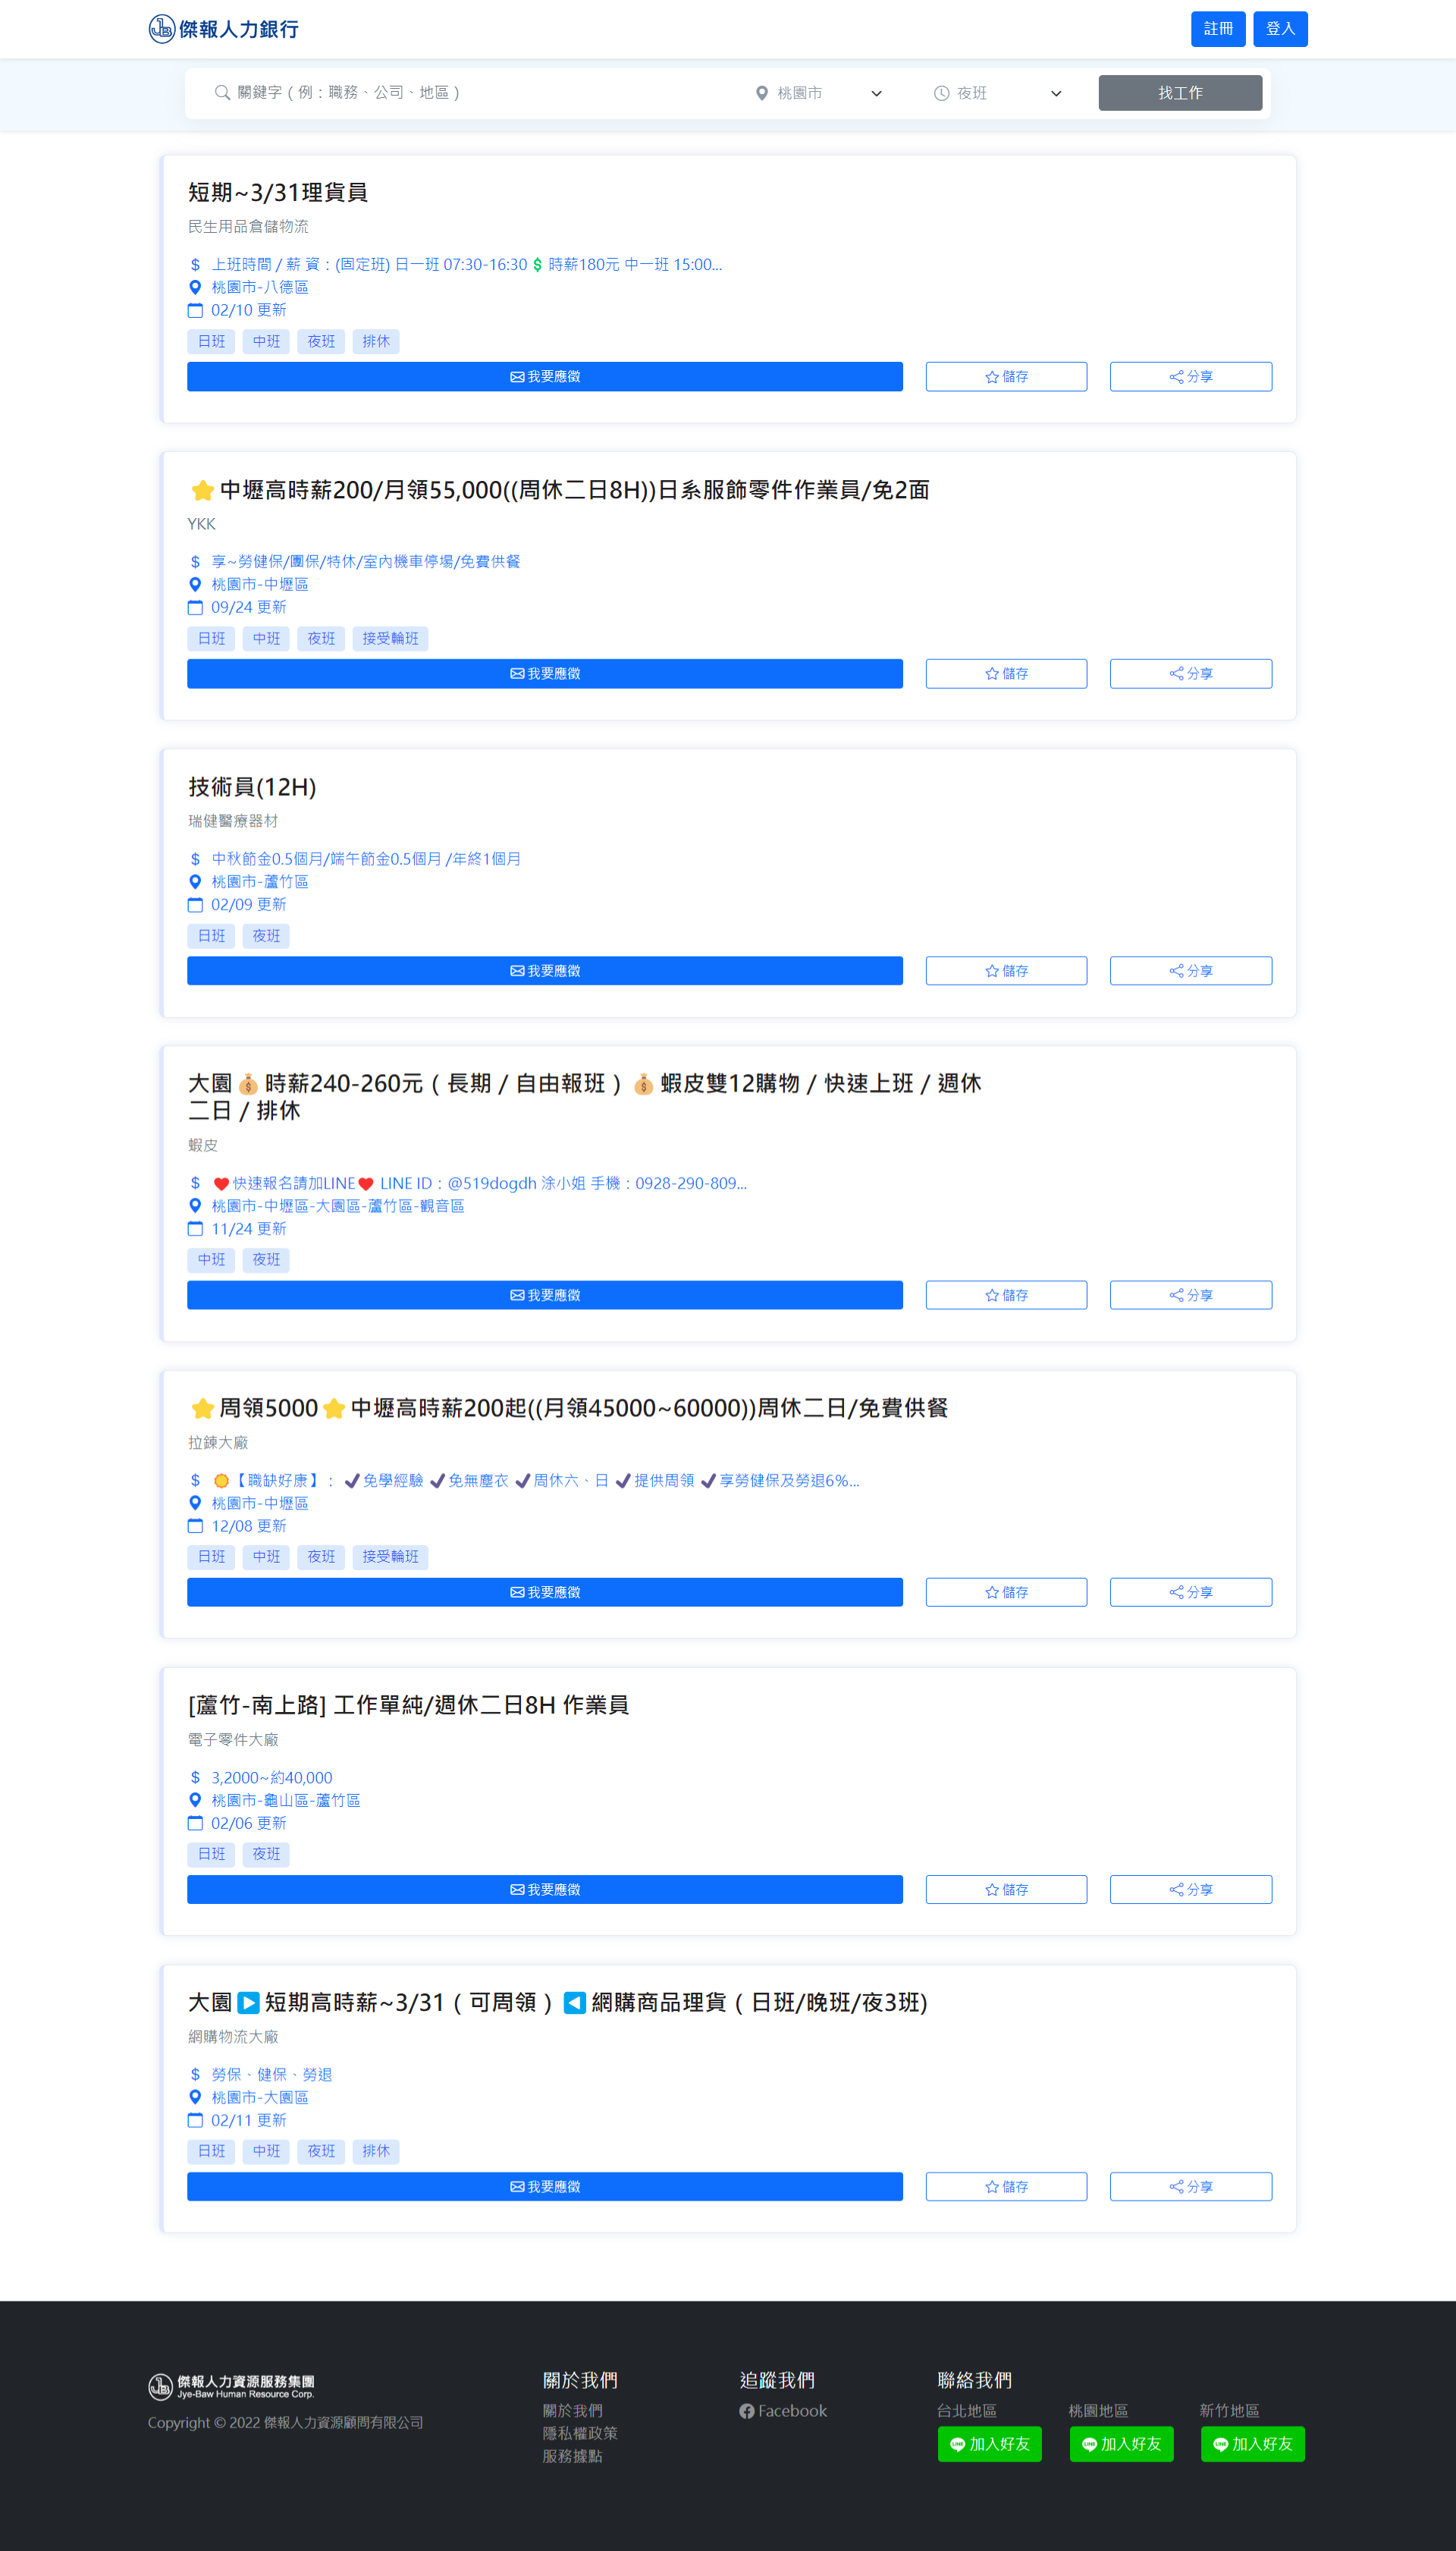 傑報人力銀行
註冊
登入
關鍵字（例：職務、公司、地區）
桃園市
夜班
找工作
短期~3/31理貨員
民生用品倉儲物流
上班時間 / 薪 資：(固定班) 日一班 07:30-16:30 💲 時薪180元 中一班 15:00...
桃園市-八德區
02/10 更新
日班 中班 夜班 排休
我要應徵 儲存 分享
⭐中壢高時薪200/月領55,000((周休二日8H))日系服飾零件作業員/免2面
YKK
享~勞健保/團保/特休/室內機車停場/免費供餐
桃園市-中壢區
09/24 更新
日班 中班 夜班 接受輪班
我要應徵 儲存 分享
技術員(12H)
瑞健醫療器材
中秋節金0.5個月/端午節金0.5個月 /年終1個月
桃園市-蘆竹區
02/09 更新
日班 夜班
我要應徵 儲存 分享
大園💰時薪240-260元（長期 / 自由報班）💰蝦皮雙12購物 / 快速上班 / 週休
二日 / 排休
蝦皮
❤️快速報名請加LINE❤️ LINE ID：@519dogdh 涂小姐 手機：0928-290-809...
桃園市-中壢區-大園區-蘆竹區-觀音區
11/24 更新
中班 夜班
我要應徵 儲存 分享
⭐周領5000⭐中壢高時薪200起((月領45000~60000))周休二日/免費供餐
拉鍊大廠
🌞【職缺好康】： ✔免學經驗 ✔免無塵衣 ✔周休六、日 ✔提供周領 ✔享勞健保及勞退6%...
桃園市-中壢區
12/08 更新
日班 中班 夜班 接受輪班
我要應徵 儲存 分享
[蘆竹-南上路] 工作單純/週休二日8H 作業員
電子零件大廠
3,2000~約40,000
桃園市-龜山區-蘆竹區
02/06 更新
日班 夜班
我要應徵 儲存 分享
大園▶️短期高時薪~3/31（可周領）◀️網購商品理貨（日班/晚班/夜3班)
網購物流大廠
勞保、健保、勞退
桃園市-大園區
02/11 更新
日班 中班 夜班 排休
我要應徵 儲存 分享
傑報人力資源服務集團
Jye-Baw Human Resource Corp.
Copyright © 2022 傑報人力資源顧問有限公司
關於我們
關於我們
隱私權政策
服務據點
追蹤我們
Facebook
聯絡我們
台北地區 桃園地區 新竹地區
加入好友 加入好友 加入好友